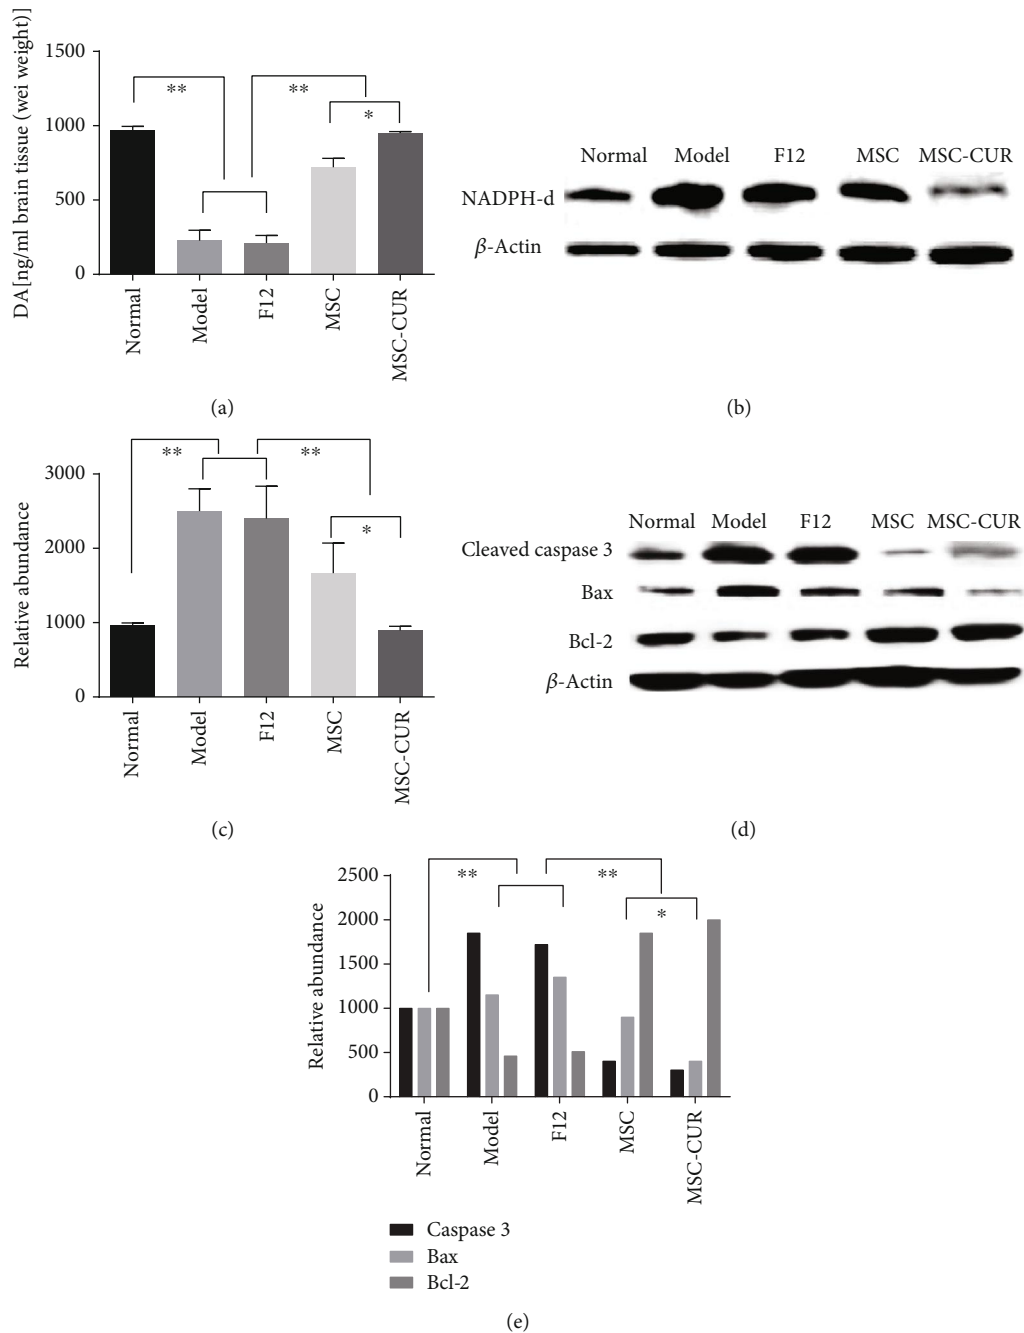 DA[ng/ml brain tissue (wei weight)]
1500
1000
500
0
**
**
*
Normal
Model
F12
MSC
MSC-CUR
(a)
Normal Model F12 MSC MSC-CUR
NADPH-d
β-Actin
(b)
Relative abundance
3000
2000
1000
0
**
**
*
Normal
Model
F12
MSC
MSC-CUR
(c)
Normal Model F12 MSC MSC-CUR
Cleaved caspase 3
Bax
Bcl-2
β-Actin
(d)
Relative abundance
2500
2000
1500
1000
500
0
**
**
*
Normal
Model
F12
MSC
MSC-CUR
Caspase 3
Bax
Bcl-2
(e)